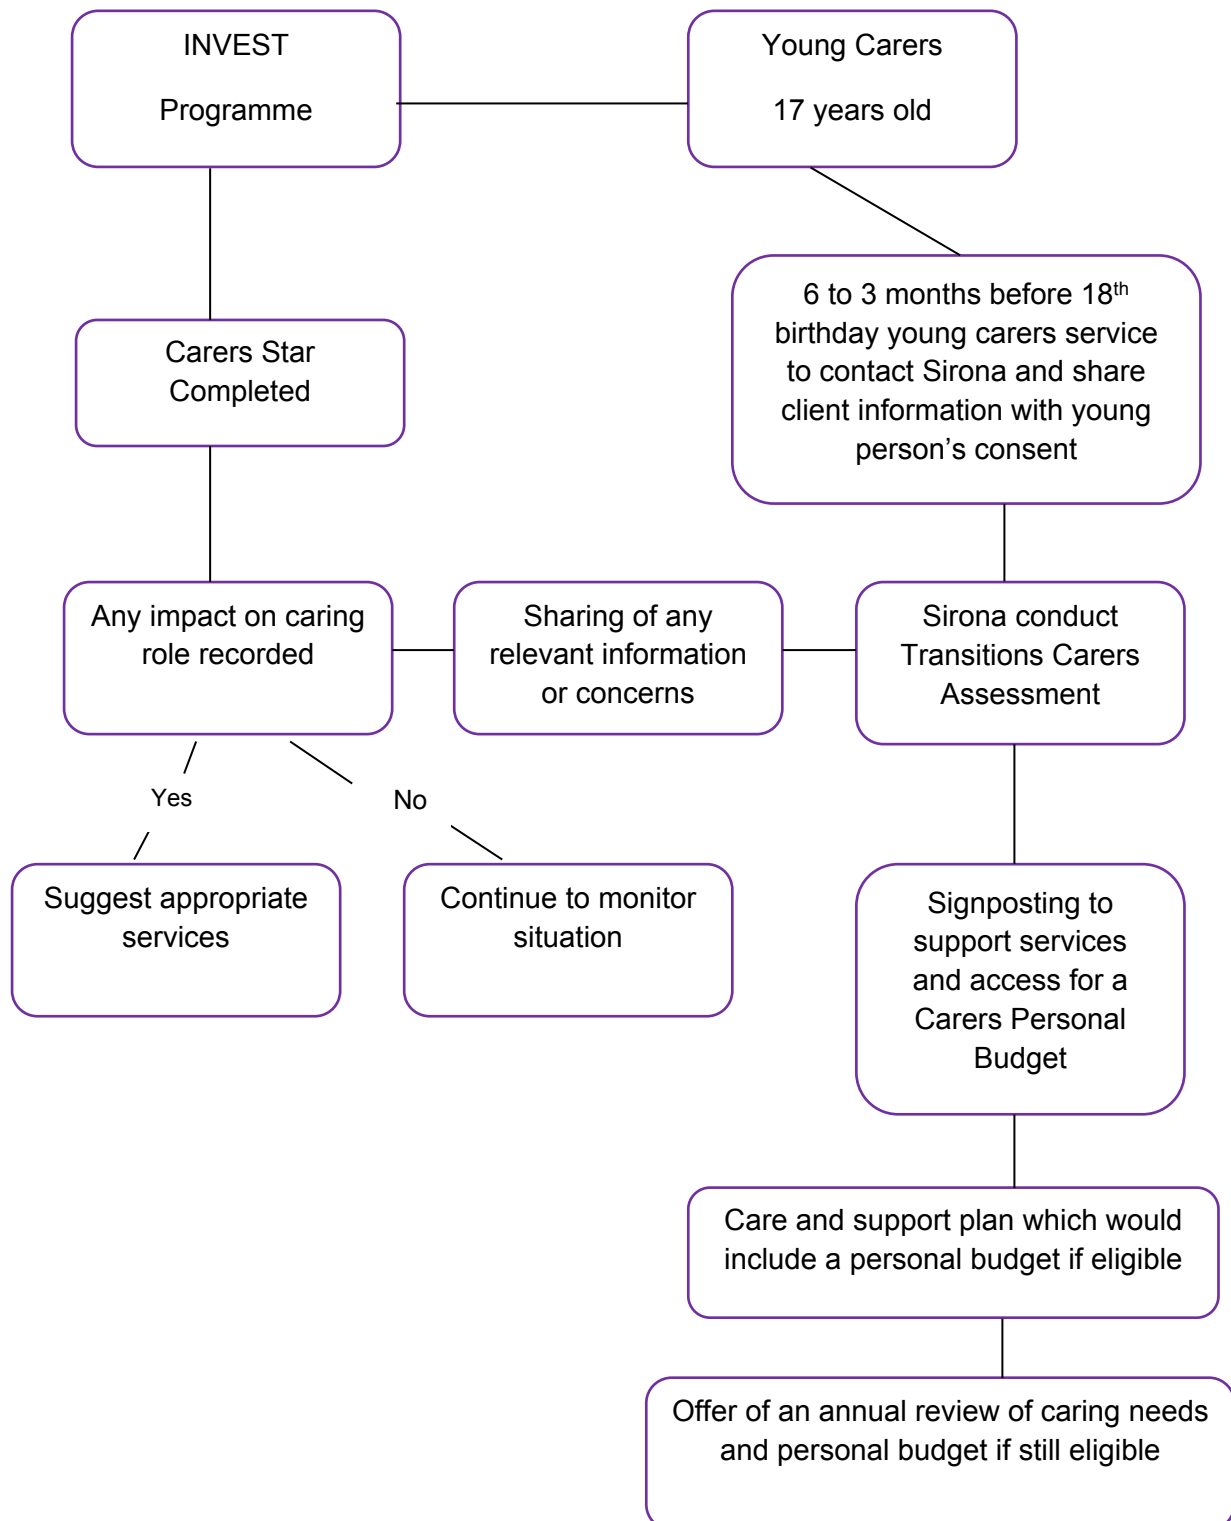 INVEST
Programme
Young Carers
17 years old
6 to 3 months before 18th
birthday young carers service
to contact Sirona and share
client information with young
person’s consent
Carers Star
Completed
Any impact on caring
role recorded
Sharing of any
relevant information
or concerns
Sirona conduct
Transitions Carers
Assessment
Yes
No
Suggest appropriate
services
Continue to monitor
situation
Signposting to
support services
and access for a
Carers Personal
Budget
Care and support plan which would
include a personal budget if eligible
Offer of an annual review of caring needs
and personal budget if still eligible